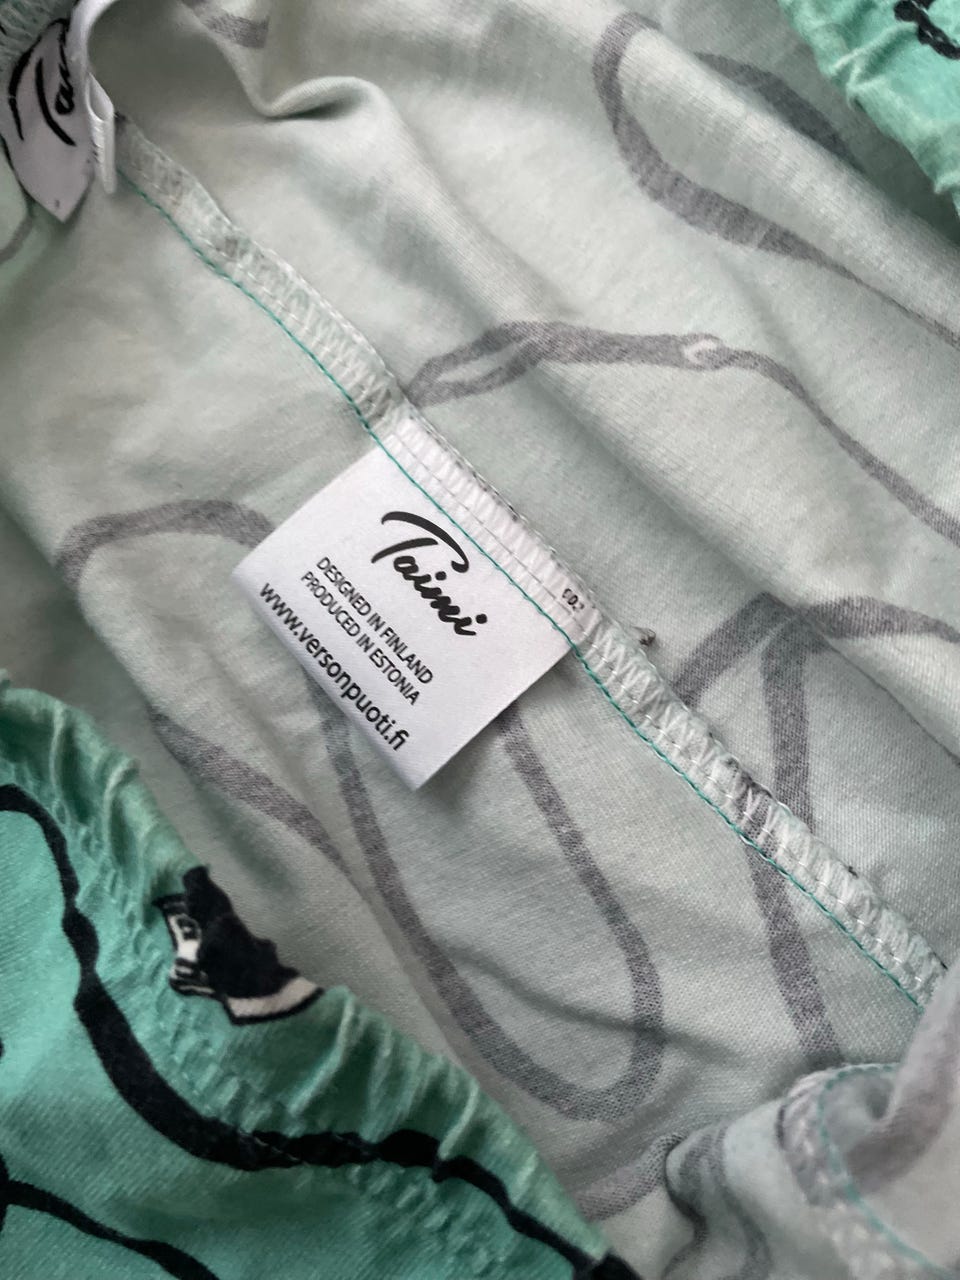 Taimi
DESIGNED IN FINLAND
PRODUCED IN ESTONIA
www.versonpuoti.fi